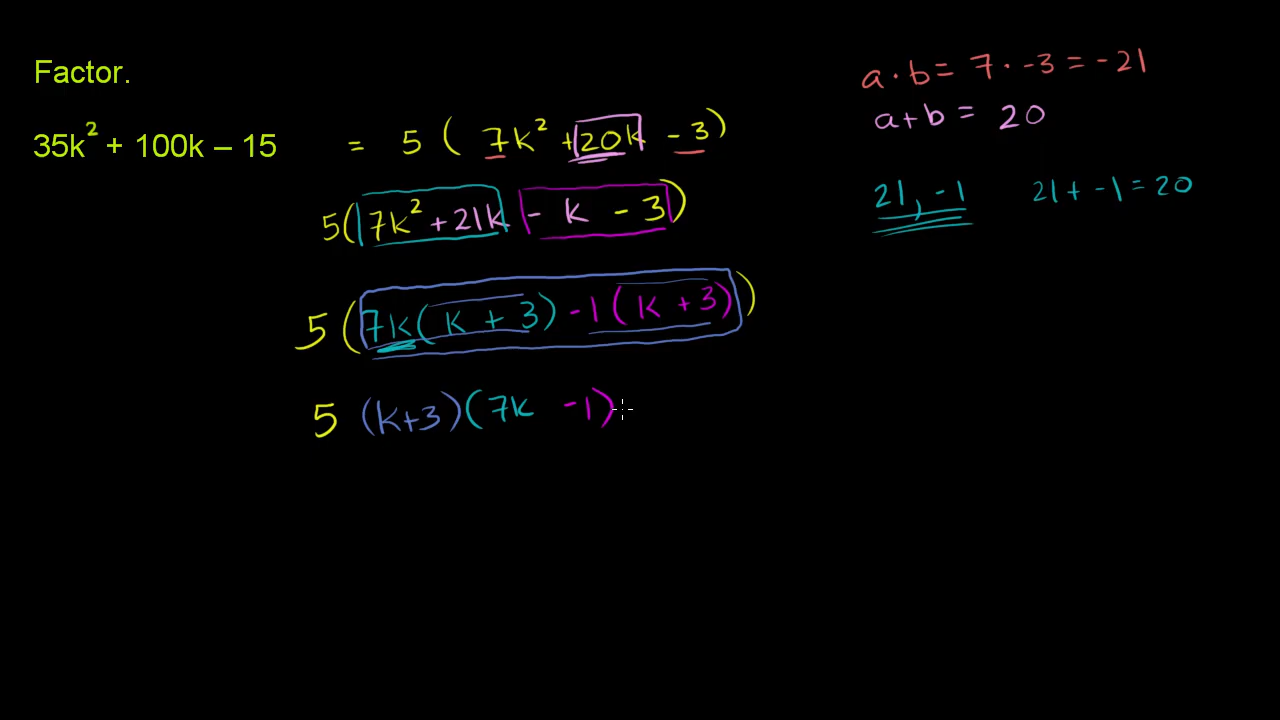 Factor.
35k² + 100k – 15 = 5 ( 7k² + 20k - 3 )
5( 7k² + 21k - k - 3 )
5 ( 7k ( k + 3 ) - 1 ( k + 3 ) )
5 (k+3)(7k - 1)
a · b = 7 · -3 = -21
a + b = 20
21, -1 21 + -1 = 20